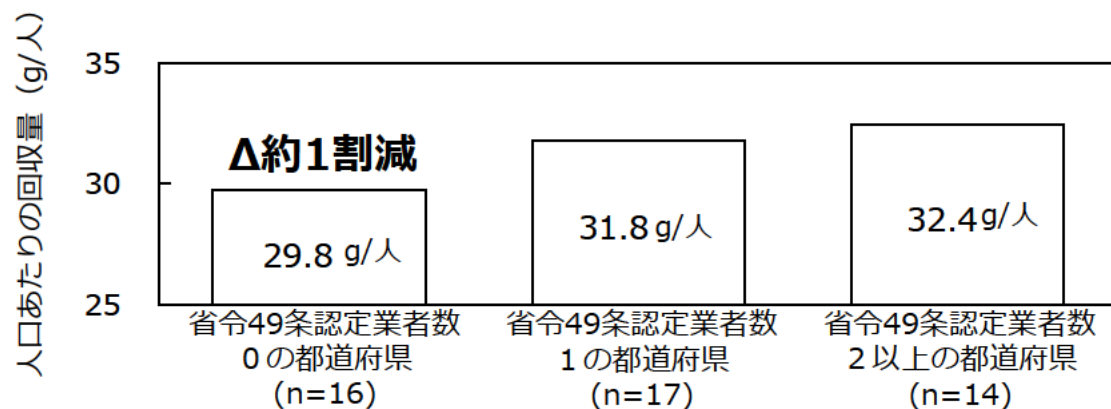 人口あたりの回収量（g/人）
35
30
25
Δ約1割減
29.8 g/人
31.8 g/人
32.4 g/人
省令49条認定業者数
0 の都道府県
(n=16)
省令49条認定業者数
1 の都道府県
(n=17)
省令49条認定業者数
2 以上の都道府県
(n=14)